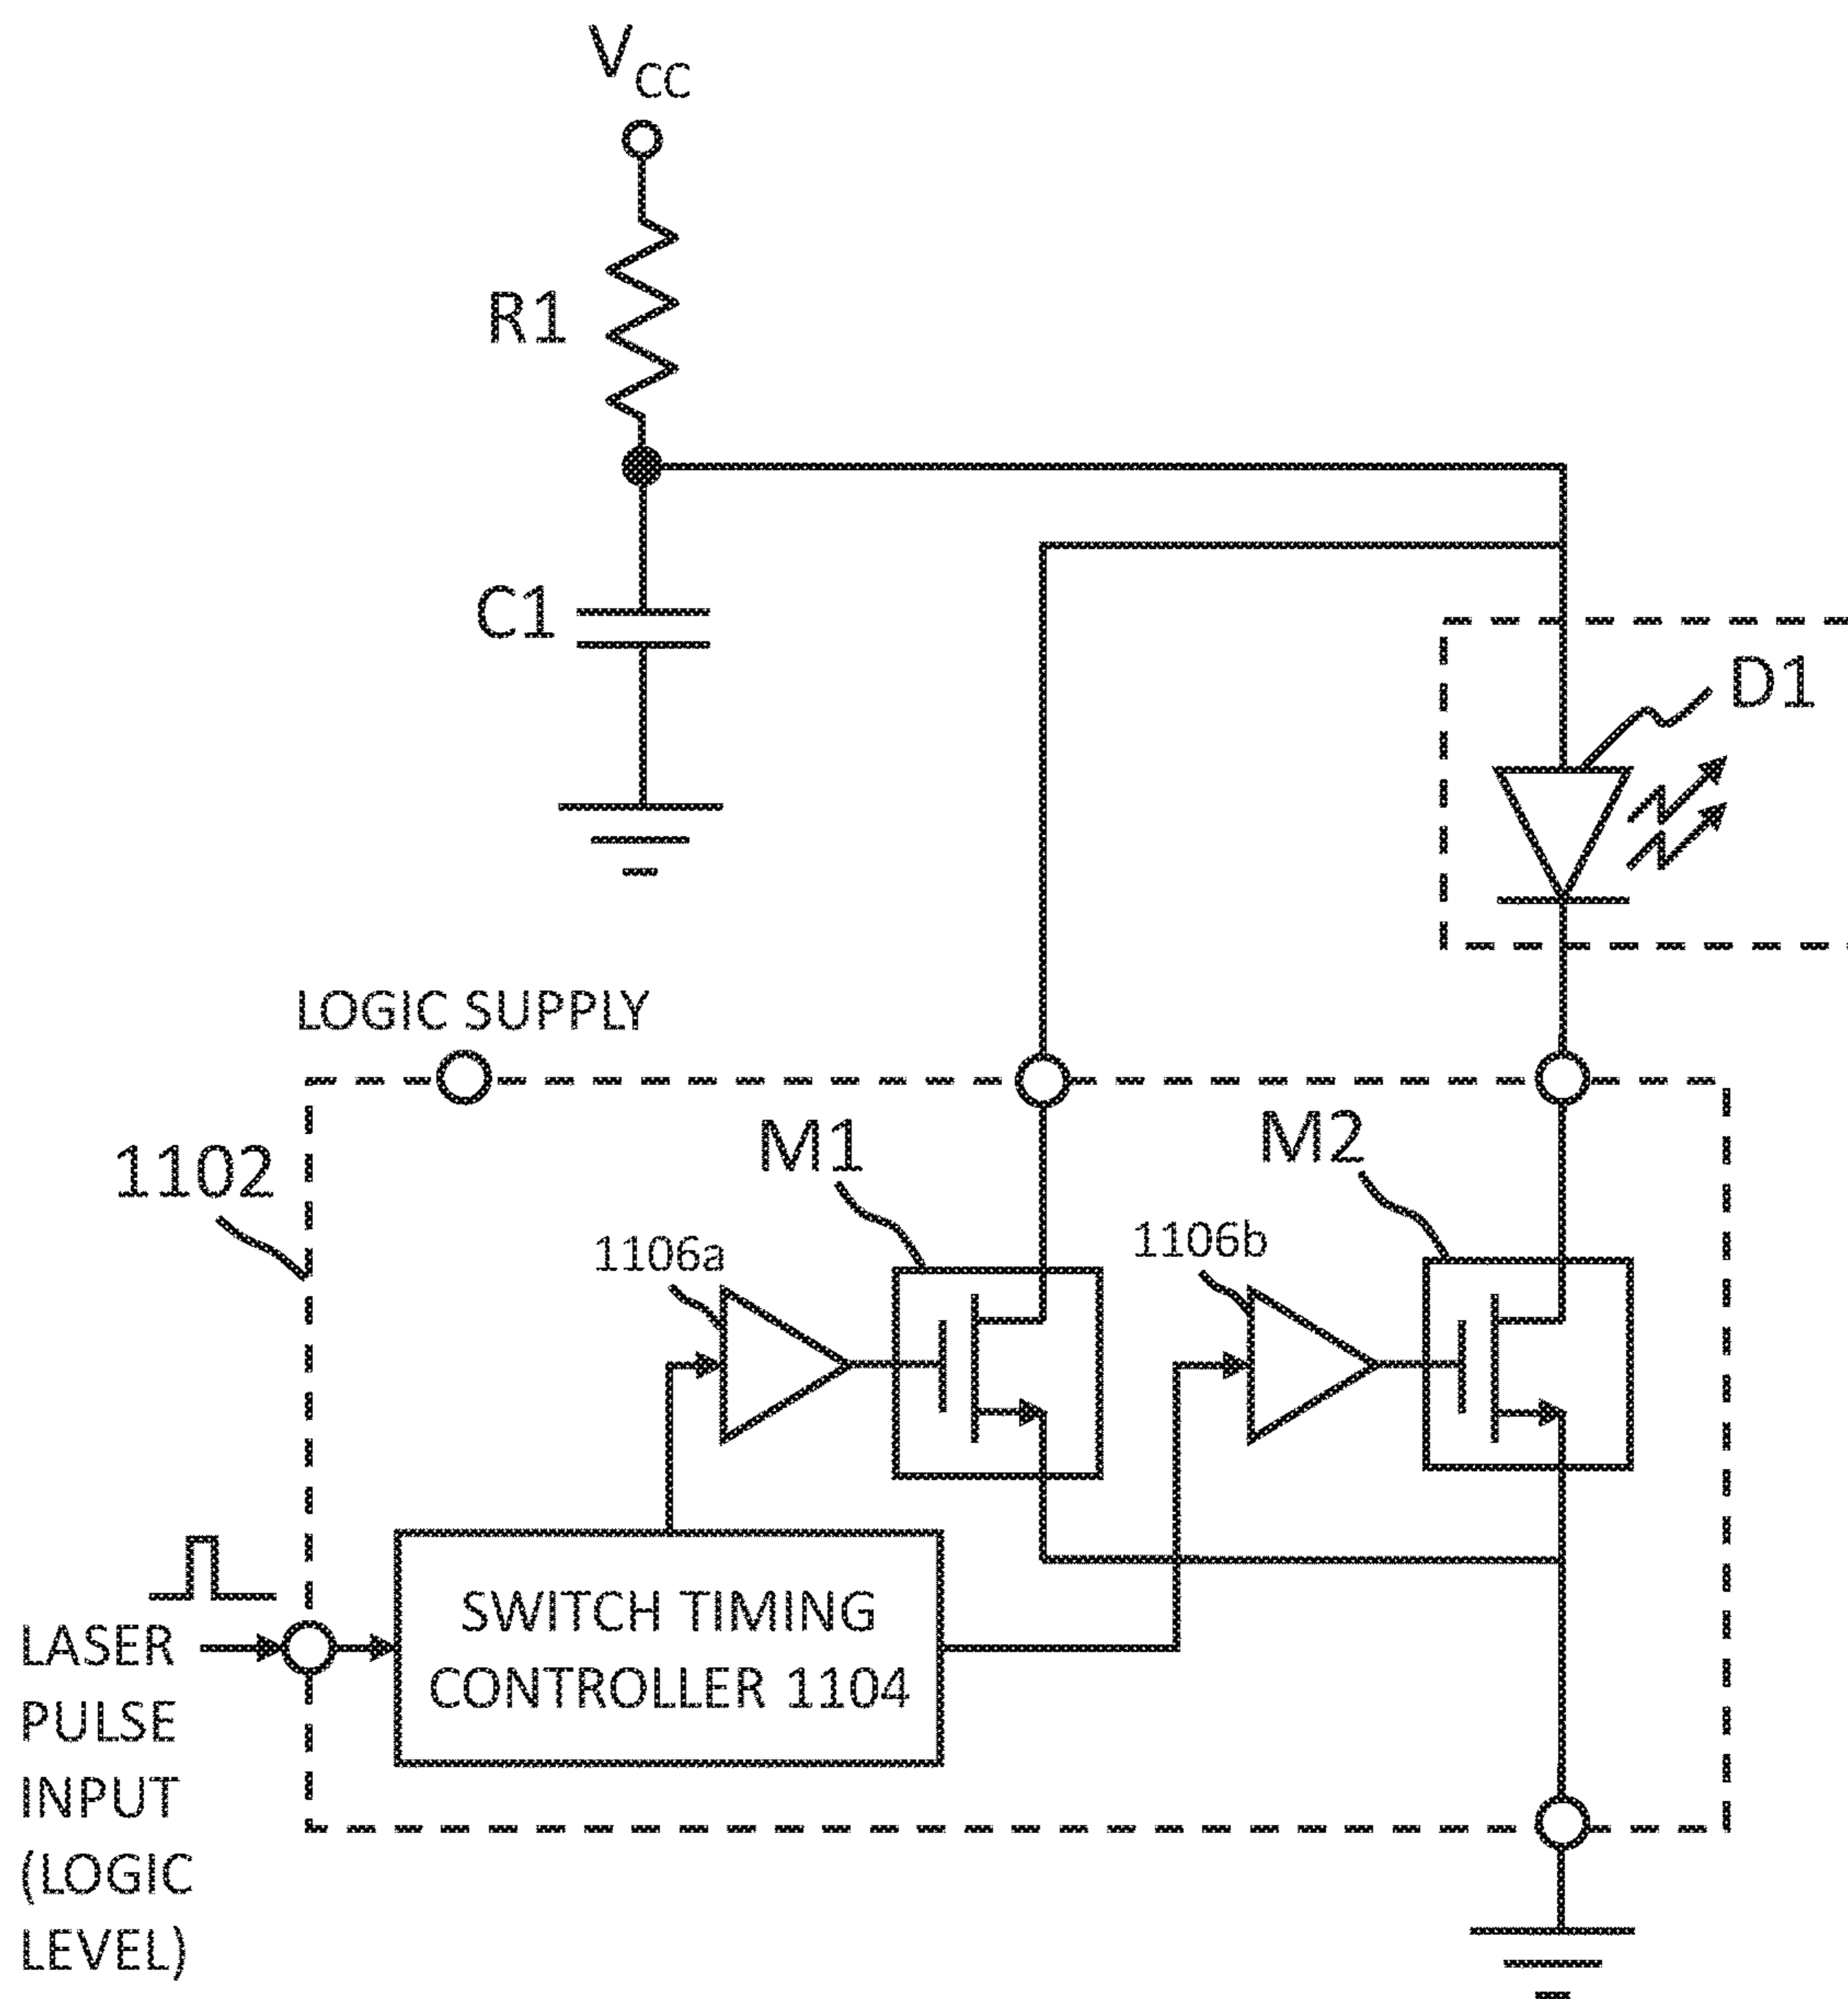 VCC
R1
C1
D1
LOGIC SUPPLY
1102
M1
M2
1106a
1106b
SWITCH TIMING
CONTROLLER 1104
LASER
PULSE
INPUT
(LOGIC
LEVEL)